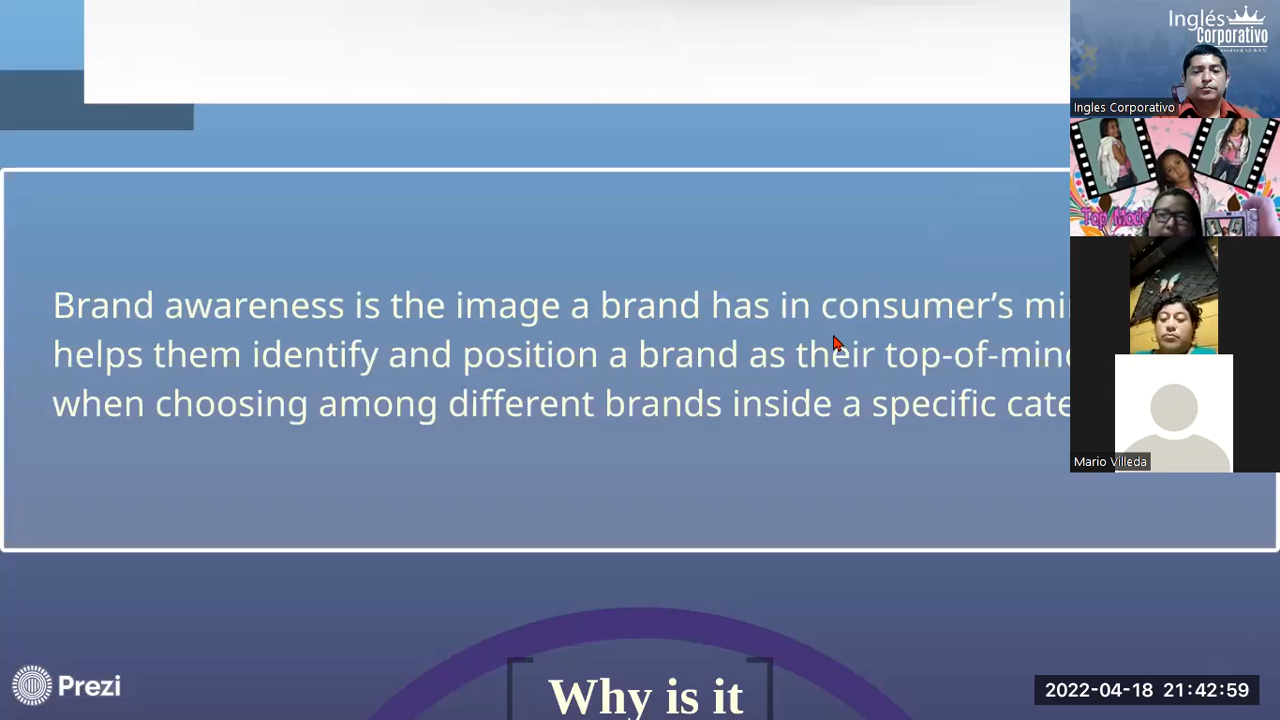 Brand awareness is the image a brand has in consumer's
helps them identify and position a brand as their
when choosing among different brands inside a specific
Why is it
Prezi
Inglés
Corporativo
Ingles Corporativo
Top Model
Mario Villeda
2022-04-18 21:42:59